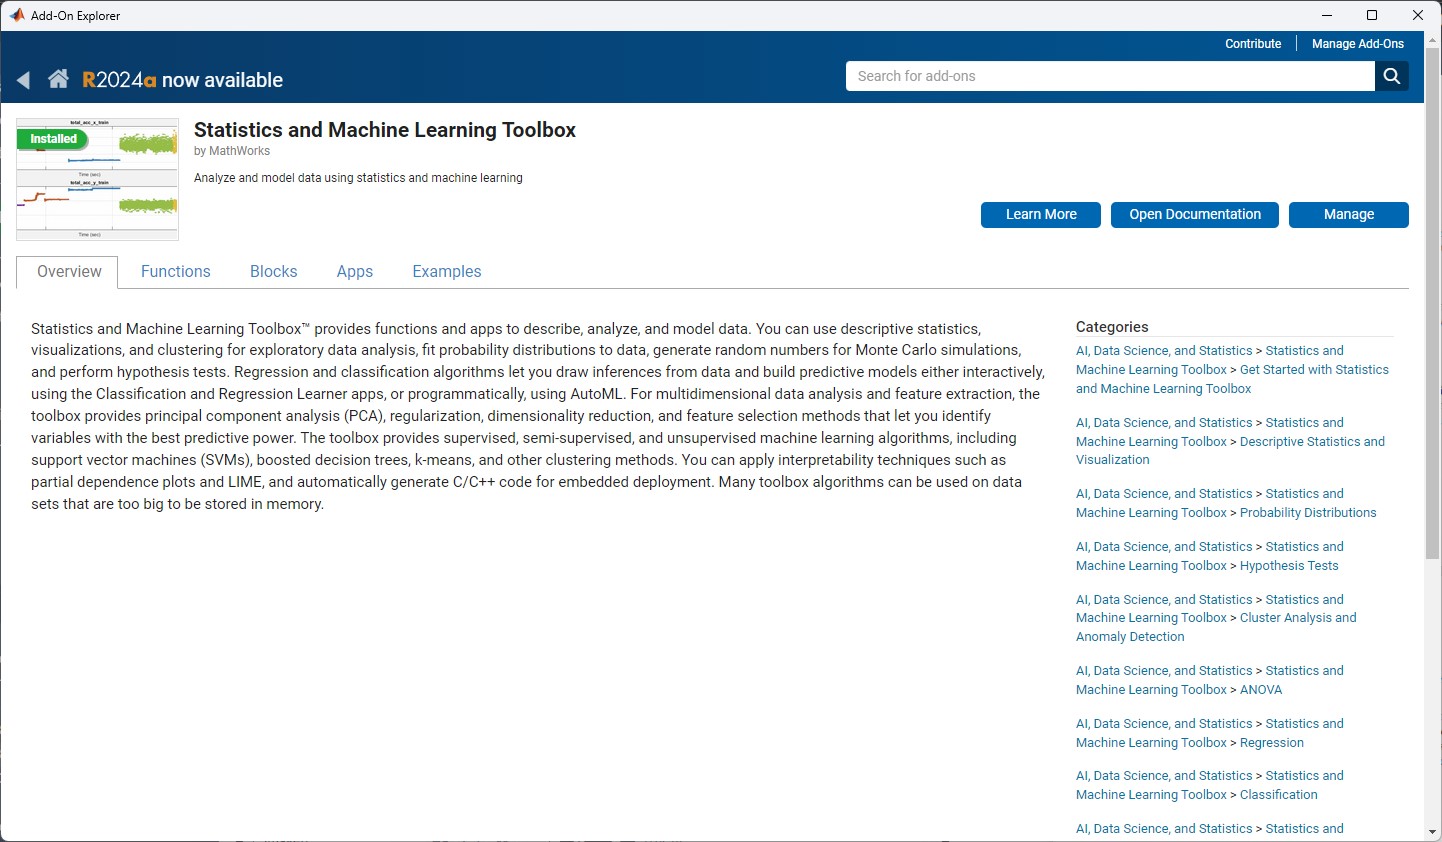 Add-On Explorer
Contribute
Manage Add-Ons
R2024a now available
Search for add-ons
total_acc_x_train
Installed
Time (sec)
total_acc_y_train
Time (sec)
Statistics and Machine Learning Toolbox
by MathWorks
Analyze and model data using statistics and machine learning
Learn More
Open Documentation
Manage
Overview
Functions
Blocks
Apps
Examples
Statistics and Machine Learning Toolbox™ provides functions and apps to describe, analyze, and model data. You can use descriptive statistics,
visualizations, and clustering for exploratory data analysis, fit probability distributions to data, generate random numbers for Monte Carlo simulations,
and perform hypothesis tests. Regression and classification algorithms let you draw inferences from data and build predictive models either interactively,
using the Classification and Regression Learner apps, or programmatically, using AutoML. For multidimensional data analysis and feature extraction, the
toolbox provides principal component analysis (PCA), regularization, dimensionality reduction, and feature selection methods that let you identify
variables with the best predictive power. The toolbox provides supervised, semi-supervised, and unsupervised machine learning algorithms, including
support vector machines (SVMs), boosted decision trees, k-means, and other clustering methods. You can apply interpretability techniques such as
partial dependence plots and LIME, and automatically generate C/C++ code for embedded deployment. Many toolbox algorithms can be used on data
sets that are too big to be stored in memory.
Categories
AI, Data Science, and Statistics > Statistics and
Machine Learning Toolbox > Get Started with Statistics
and Machine Learning Toolbox
AI, Data Science, and Statistics > Statistics and
Machine Learning Toolbox > Descriptive Statistics and
Visualization
AI, Data Science, and Statistics > Statistics and
Machine Learning Toolbox > Probability Distributions
AI, Data Science, and Statistics > Statistics and
Machine Learning Toolbox > Hypothesis Tests
AI, Data Science, and Statistics > Statistics and
Machine Learning Toolbox > Cluster Analysis and
Anomaly Detection
AI, Data Science, and Statistics > Statistics and
Machine Learning Toolbox > ANOVA
AI, Data Science, and Statistics > Statistics and
Machine Learning Toolbox > Regression
AI, Data Science, and Statistics > Statistics and
Machine Learning Toolbox > Classification
AI, Data Science, and Statistics > Statistics and